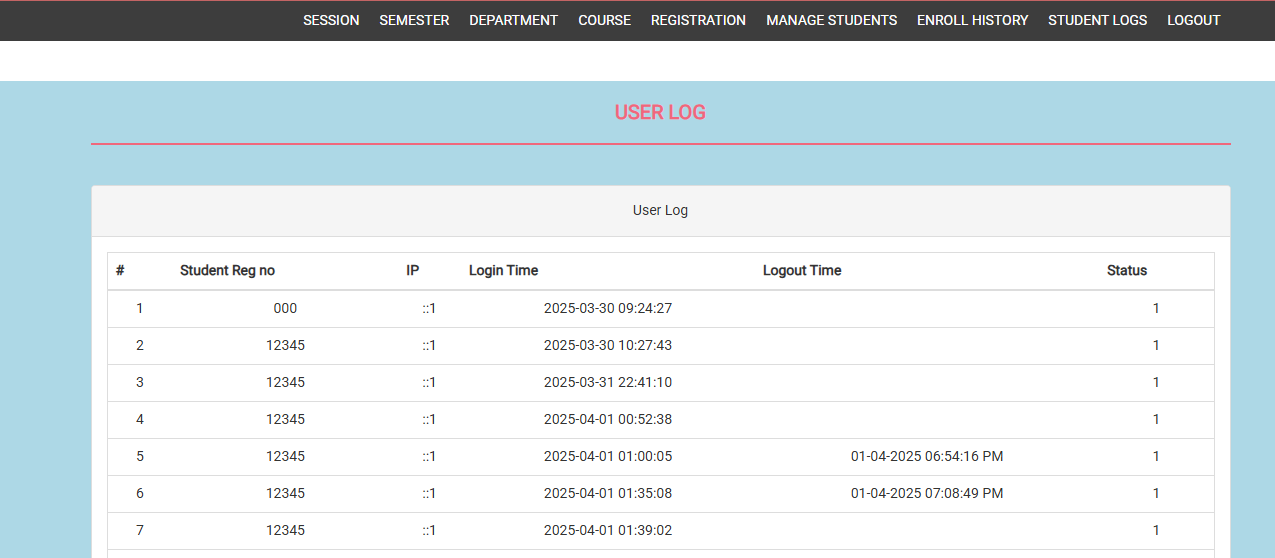 SESSION SEMESTER DEPARTMENT COURSE REGISTRATION MANAGE STUDENTS ENROLL HISTORY STUDENT LOGS LOGOUT
USER LOG
User Log
# Student Reg no IP Login Time Logout Time Status
1 000 ::1 2025-03-30 09:24:27 1
2 12345 ::1 2025-03-30 10:27:43 1
3 12345 ::1 2025-03-31 22:41:10 1
4 12345 ::1 2025-04-01 00:52:38 1
5 12345 ::1 2025-04-01 01:00:05 01-04-2025 06:54:16 PM 1
6 12345 ::1 2025-04-01 01:35:08 01-04-2025 07:08:49 PM 1
7 12345 ::1 2025-04-01 01:39:02 1